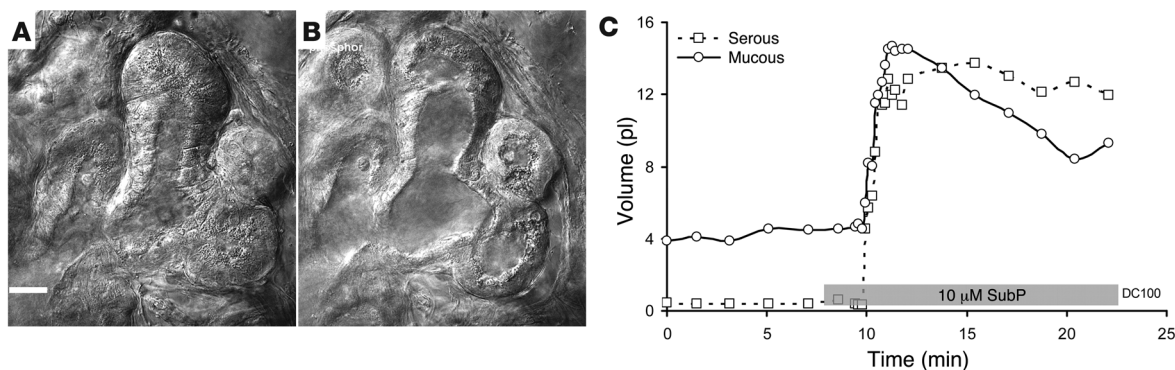 A
B
phosphor
C
16
12
8
4
0
Volume (pl)
Serous
Mucous
10 µM SubP
DC100
0
5
10
15
20
25
Time (min)